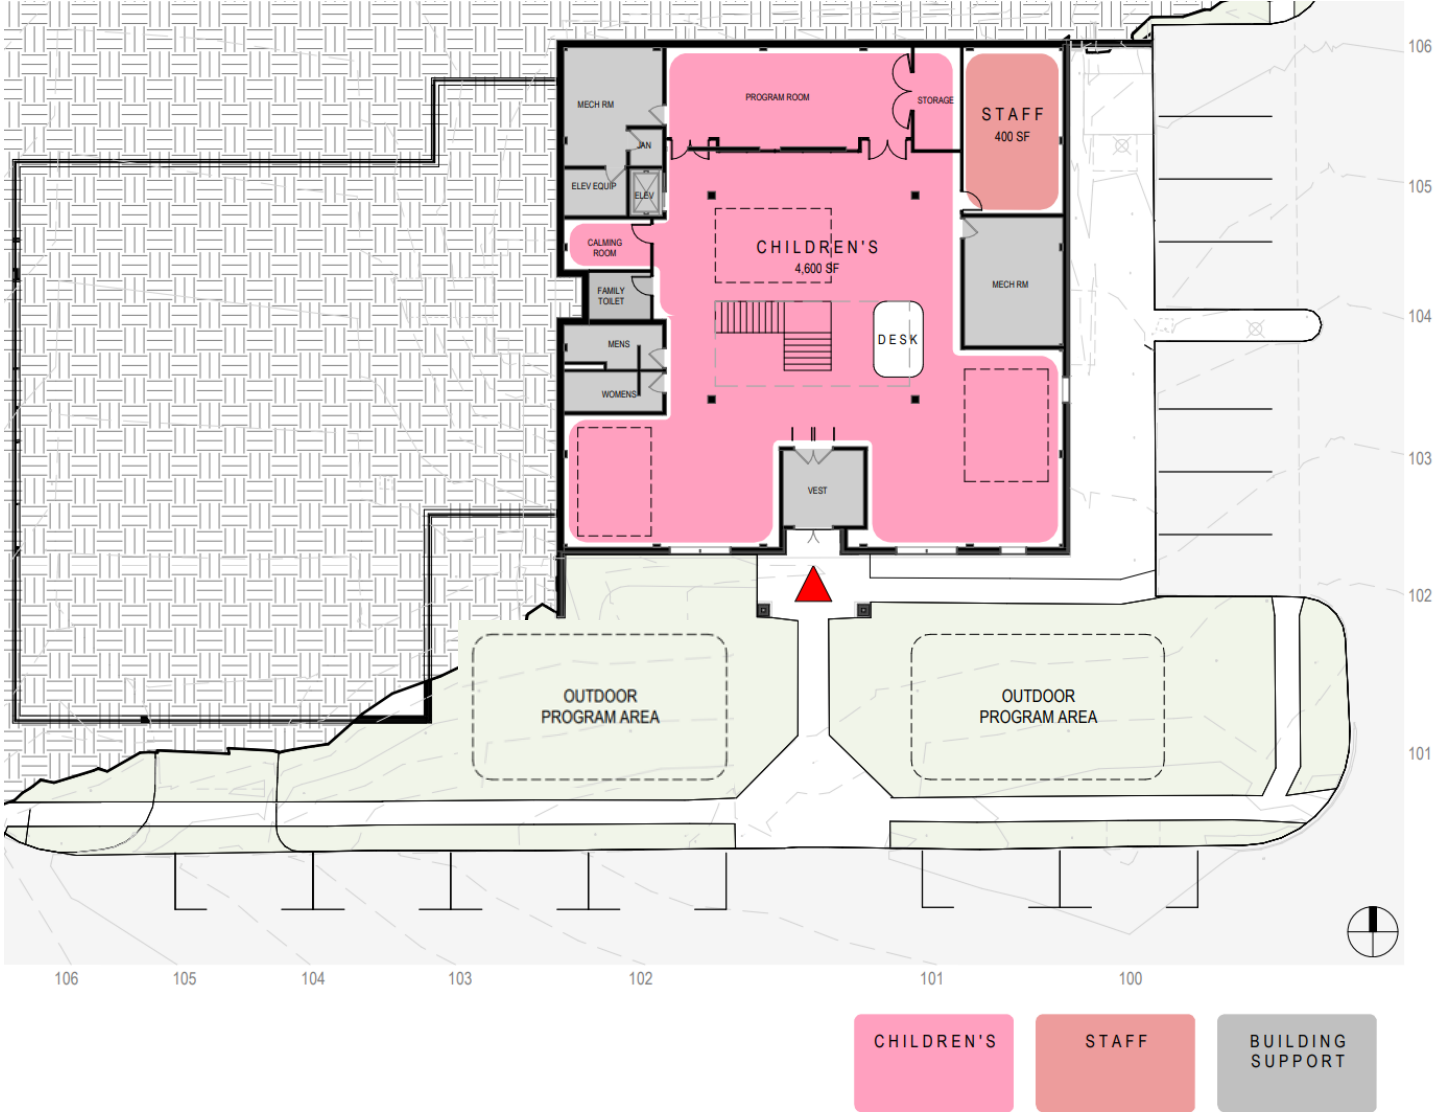 106
MECH RM
PROGRAM ROOM
STORAGE
STAFF
400 SF
JAN
ELEV EQUIP
ELEV
105
CALMING
ROOM
CHILDREN'S
4,600 SF
MECH RM
FAMILY
TOILET
104
MENS
DESK
WOMENS
103
VEST
102
OUTDOOR
PROGRAM AREA
OUTDOOR
PROGRAM AREA
101
106
105
104
103
102
101
100
CHILDREN'S
STAFF
BUILDING
SUPPORT